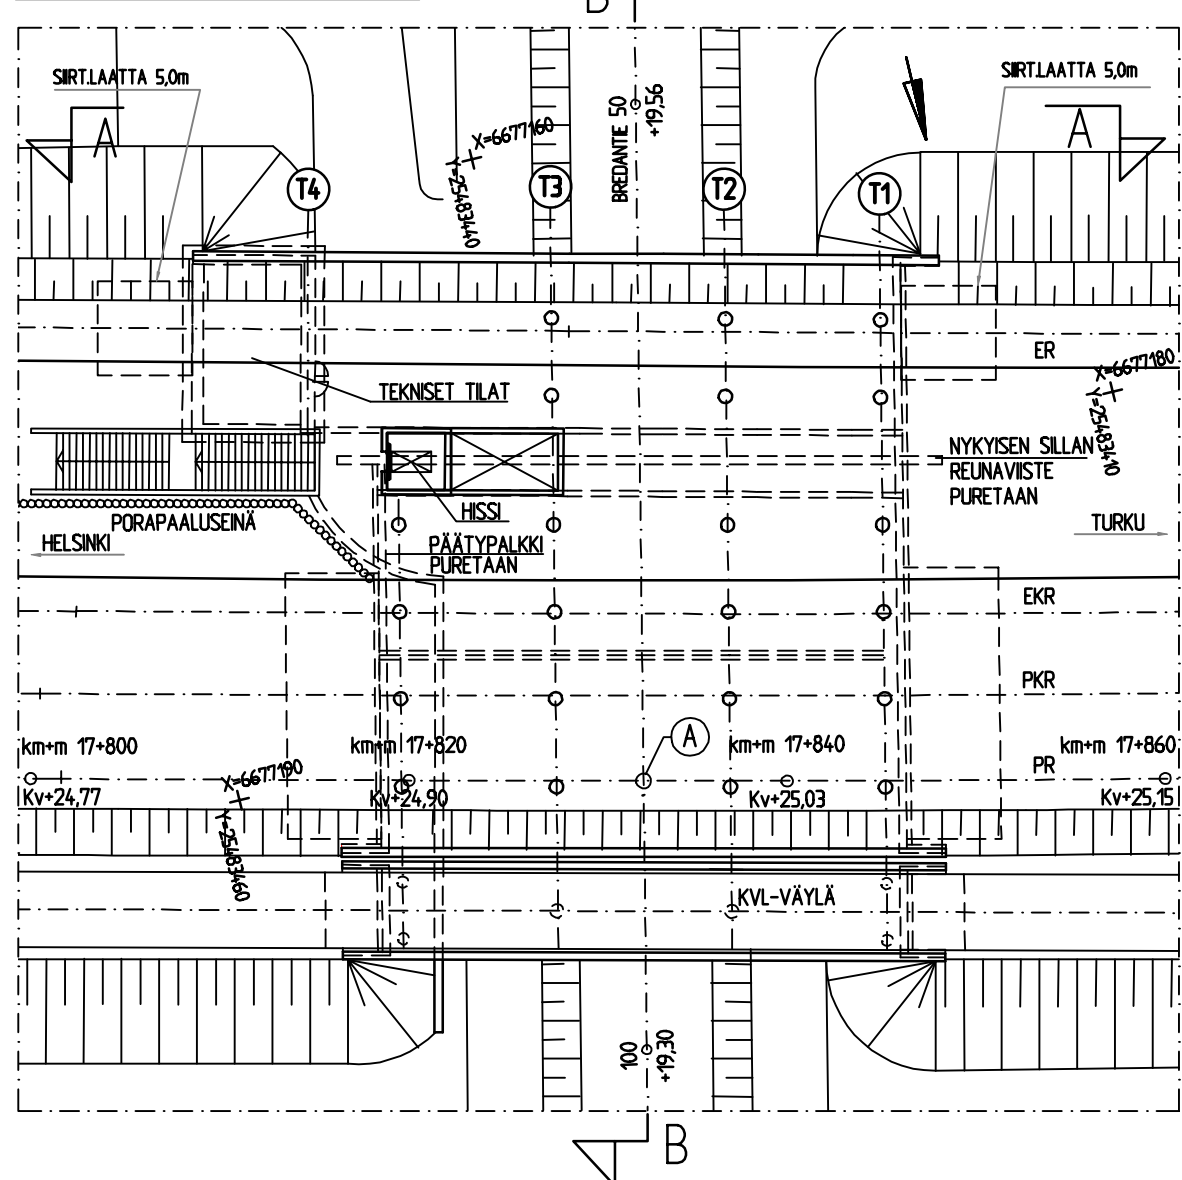 B
SIIRT.LAATTA 5,0m
SIIRT.LAATTA 5,0m
A
A
BREDANTIE 50
+19,56
X=6677160
Y=25483440
T4
T3
T2
T1
ER
X=6677180
Y=25483410
TEKNISET TILAT
NYKYISEN SILLAN
REUNAVIISTE
PURETAAN
HISSI
PORAPAALUSEINÄ
HELSINKI
TURKU
PÄÄTYPALKKI
PURETAAN
EKR
PKR
A
km+m 17+800
km+m 17+820
km+m 17+840
km+m 17+860
PR
X=6677190
Y=25483460
Kv+24,77
Kv+24,90
Kv+25,03
Kv+25,15
KVL-VÄYLÄ
100
+19,30
B